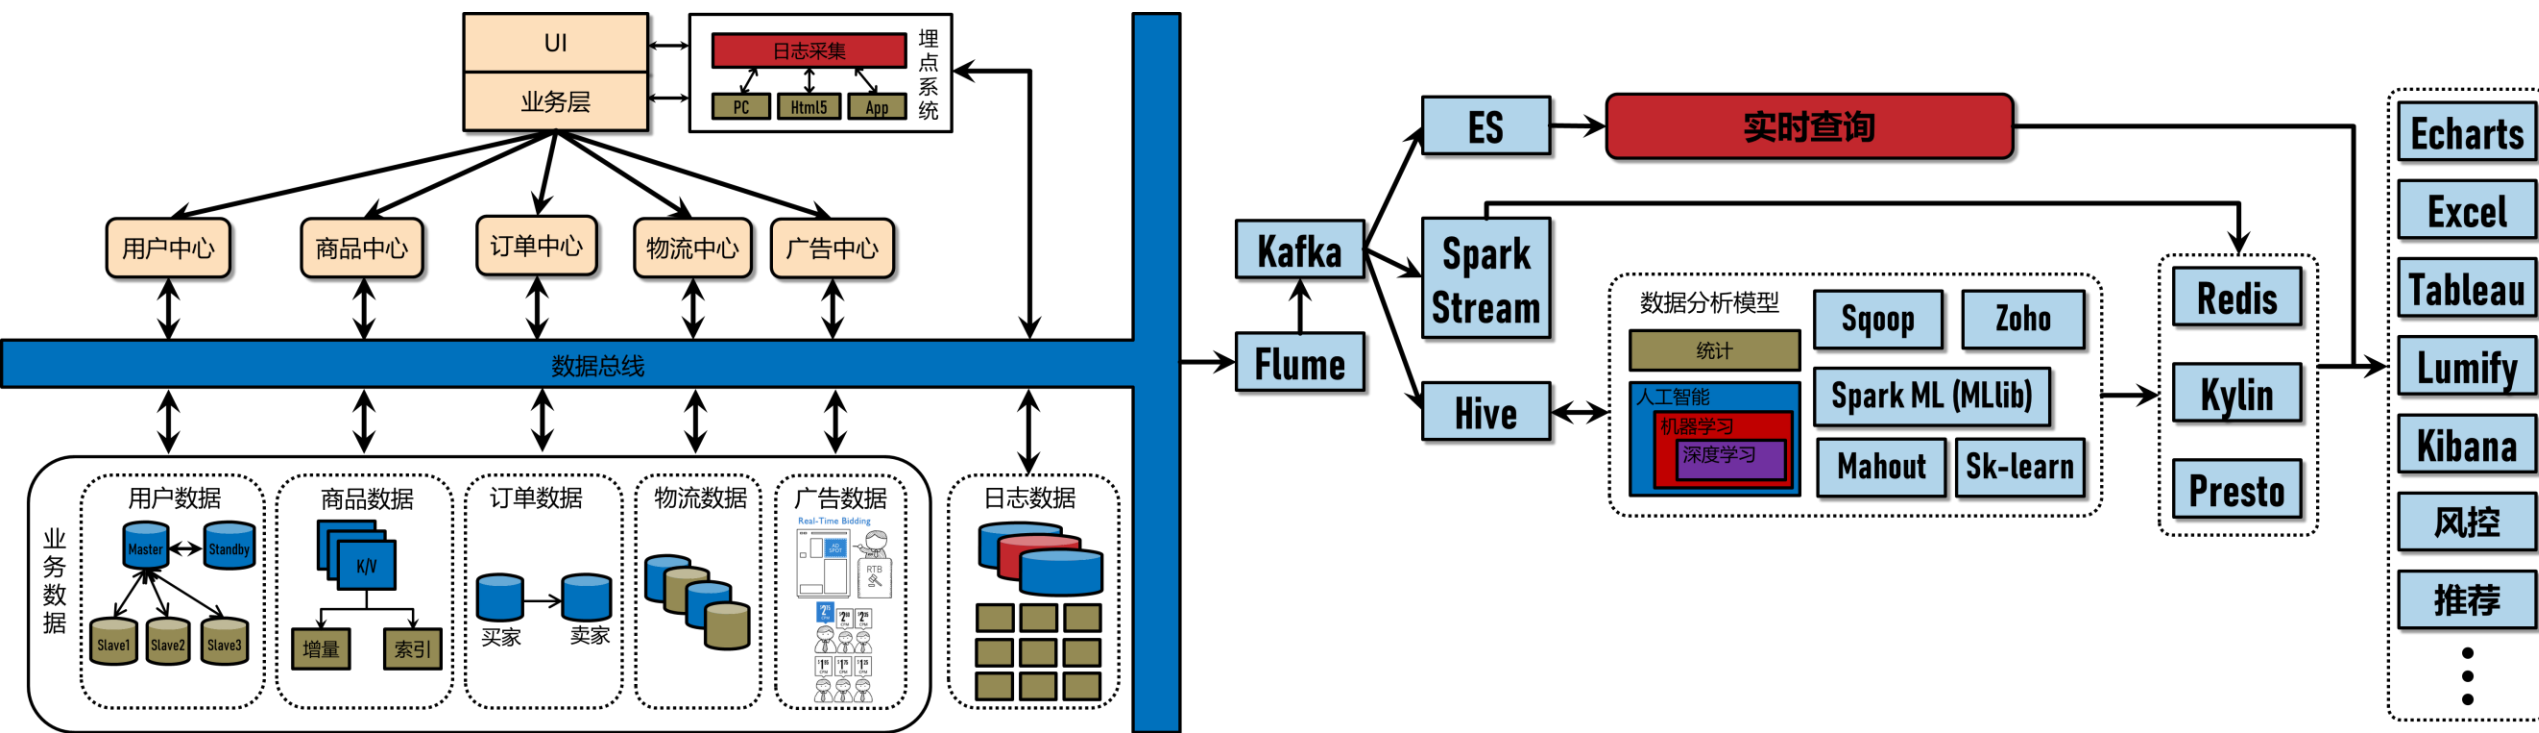 UI
业务层
日志采集
PC
Html5
App
埋点系统
用户中心
商品中心
订单中心
物流中心
广告中心
数据总线
业务数据
用户数据
Master
Standby
Slave1
Slave2
Slave3
商品数据
K/V
增量
索引
订单数据
买家
卖家
物流数据
广告数据
Real-Time Bidding
AD
SPOT
RTB
日志数据
Flume
Kafka
ES
实时查询
Spark
Stream
Hive
数据分析模型
统计
人工智能
机器学习
深度学习
Sqoop
Zoho
Spark ML (MLlib)
Mahout
Sk-learn
Redis
Kylin
Presto
Echarts
Excel
Tableau
Lumify
Kibana
风控
推荐